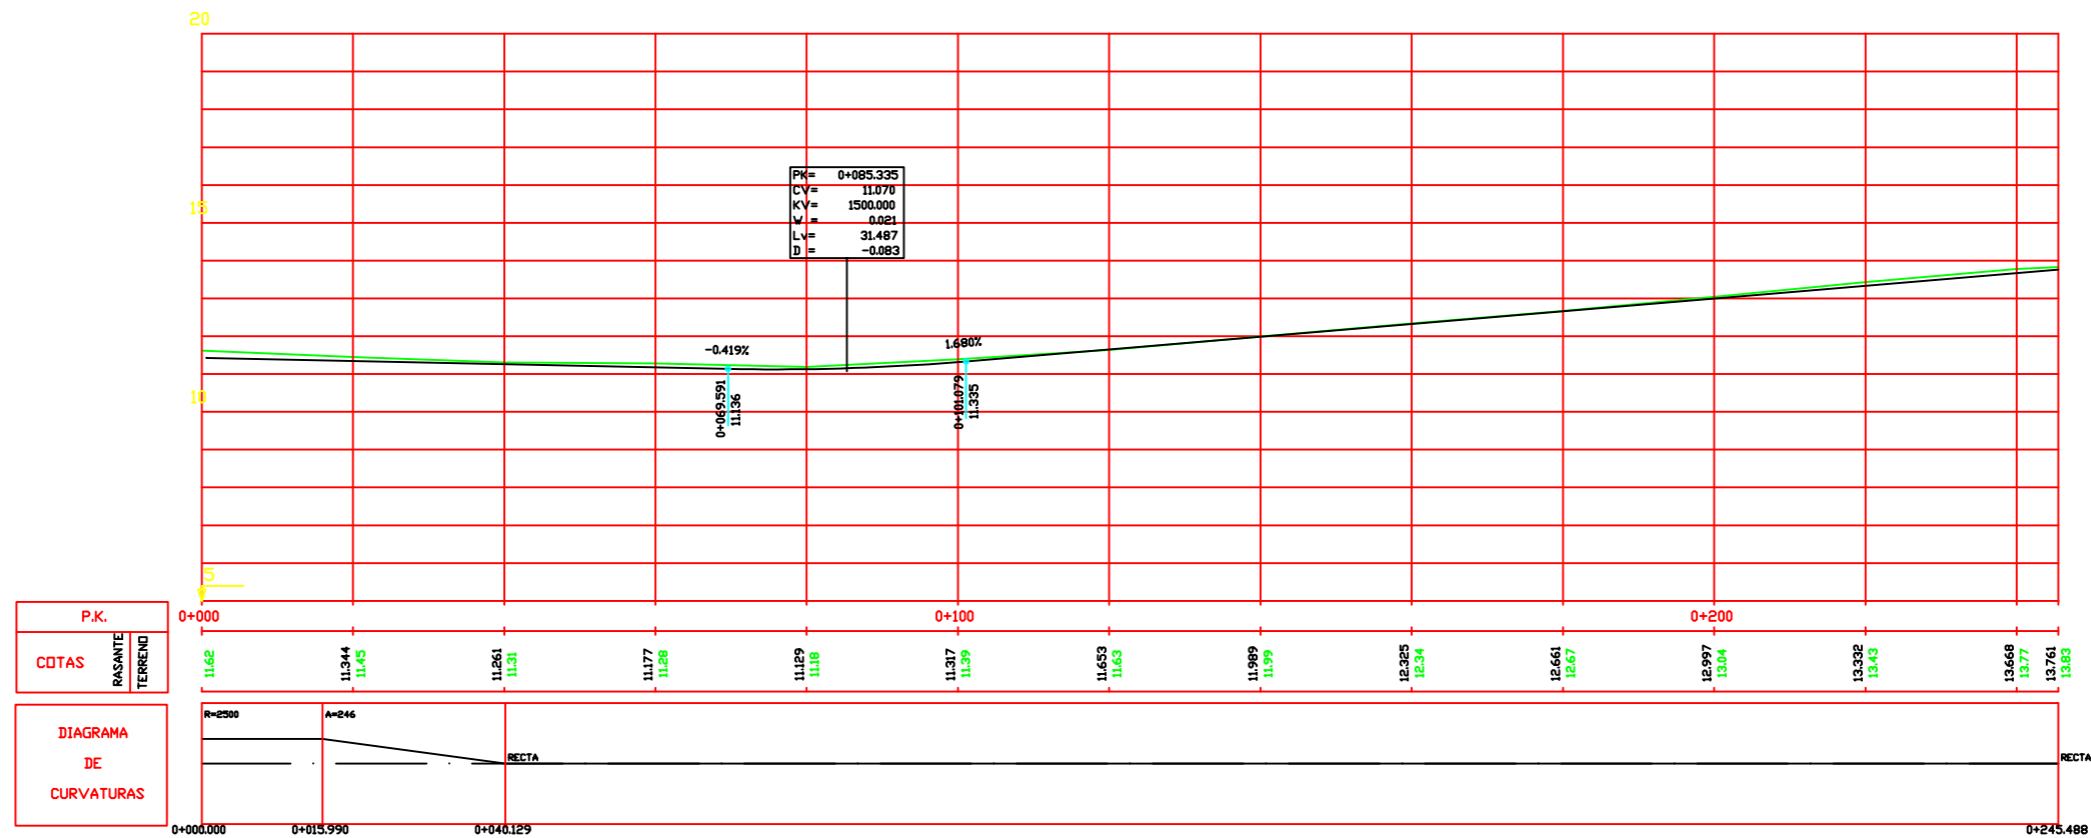 20
15
10
5
PK= 0+085.335
CV= 11.070
KV= 1500.000
W = 0.021
Lv= 31.487
D = -0.083
-0.419%
1.680%
0+069.591
11.136
0+101.079
11.335
P.K.
0+000
0+100
0+200
COTAS
RASANTE
TERRENO
11.62
11.344
11.45
11.261
11.31
11.177
11.28
11.129
11.18
11.317
11.39
11.653
11.63
11.989
11.99
12.325
12.34
12.661
12.67
12.997
13.04
13.332
13.43
13.668
13.77
13.761
13.83
DIAGRAMA
DE
CURVATURAS
R=2500
A=246
RECTA
RECTA
0+000.000
0+015.990
0+040.129
0+245.488